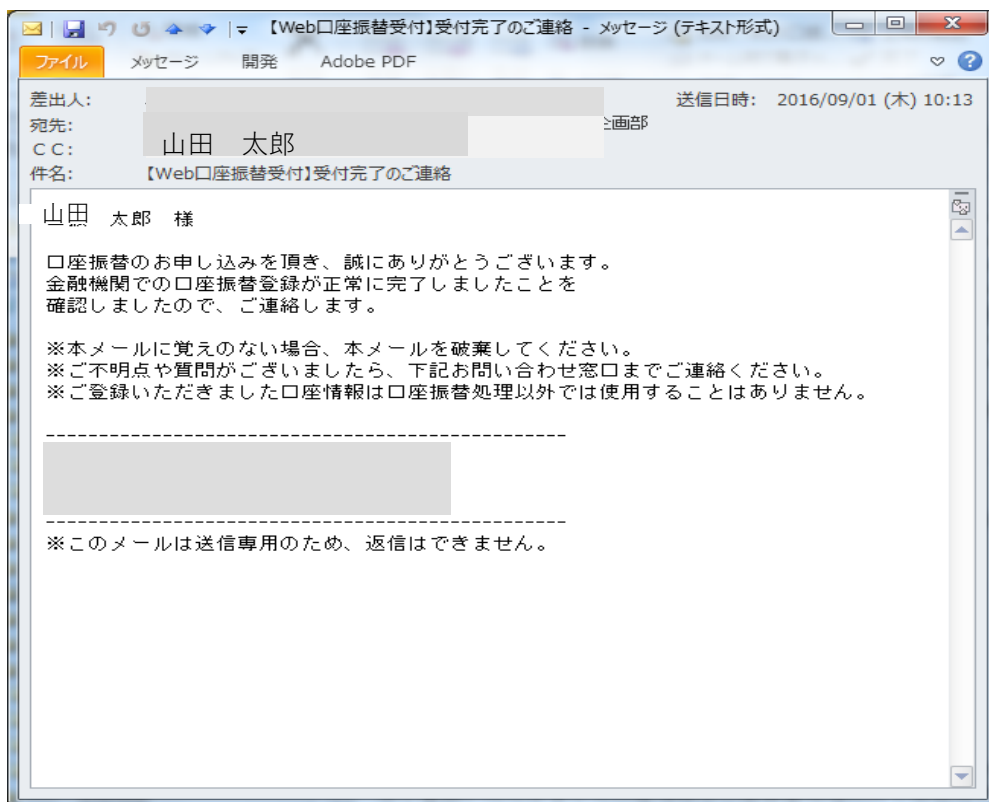 【Web口座振替受付】受付完了のご連絡 - メッセージ (テキスト形式)
ファイル メッセージ 開発 Adobe PDF
差出人: 送信日時: 2016/09/01 (木) 10:13
宛先: 企画部
山田 太郎
CC:
件名: 【Web口座振替受付】受付完了のご連絡
山田 太郎 様
口座振替のお申し込みを頂き、誠にありがとうございます。
金融機関での口座振替登録が正常に完了しましたことを
確認しましたので、ご連絡します。
※本メールに覚えのない場合、本メールを破棄してください。
※ご不明点や質問がございましたら、下記お問い合わせ窓口までご連絡ください。
※ご登録いただきました口座情報は口座振替処理以外では使用することはありません。
-------------------------------------------------
-------------------------------------------------
※このメールは送信専用のため、返信はできません。